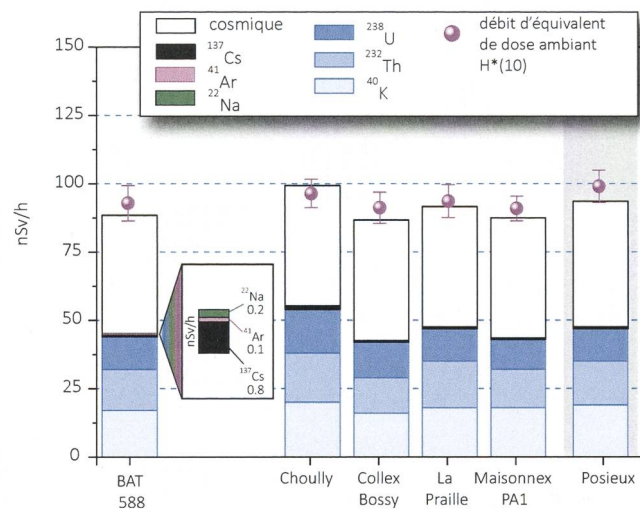 cosmique
¹³⁷Cs
⁴¹Ar
²²Na
²³⁸U
²³²Th
⁴⁰K
débit d'équivalent
de dose ambiant
H*(10)
nSv/h
150
125
100
75
50
25
0
nSv/h
²²Na
0.2
⁴¹Ar
0.1
¹³⁷Cs
0.8
BAT
588
Choully
Collex
Bossy
La
Praille
Maisonnex
PA1
Posieux